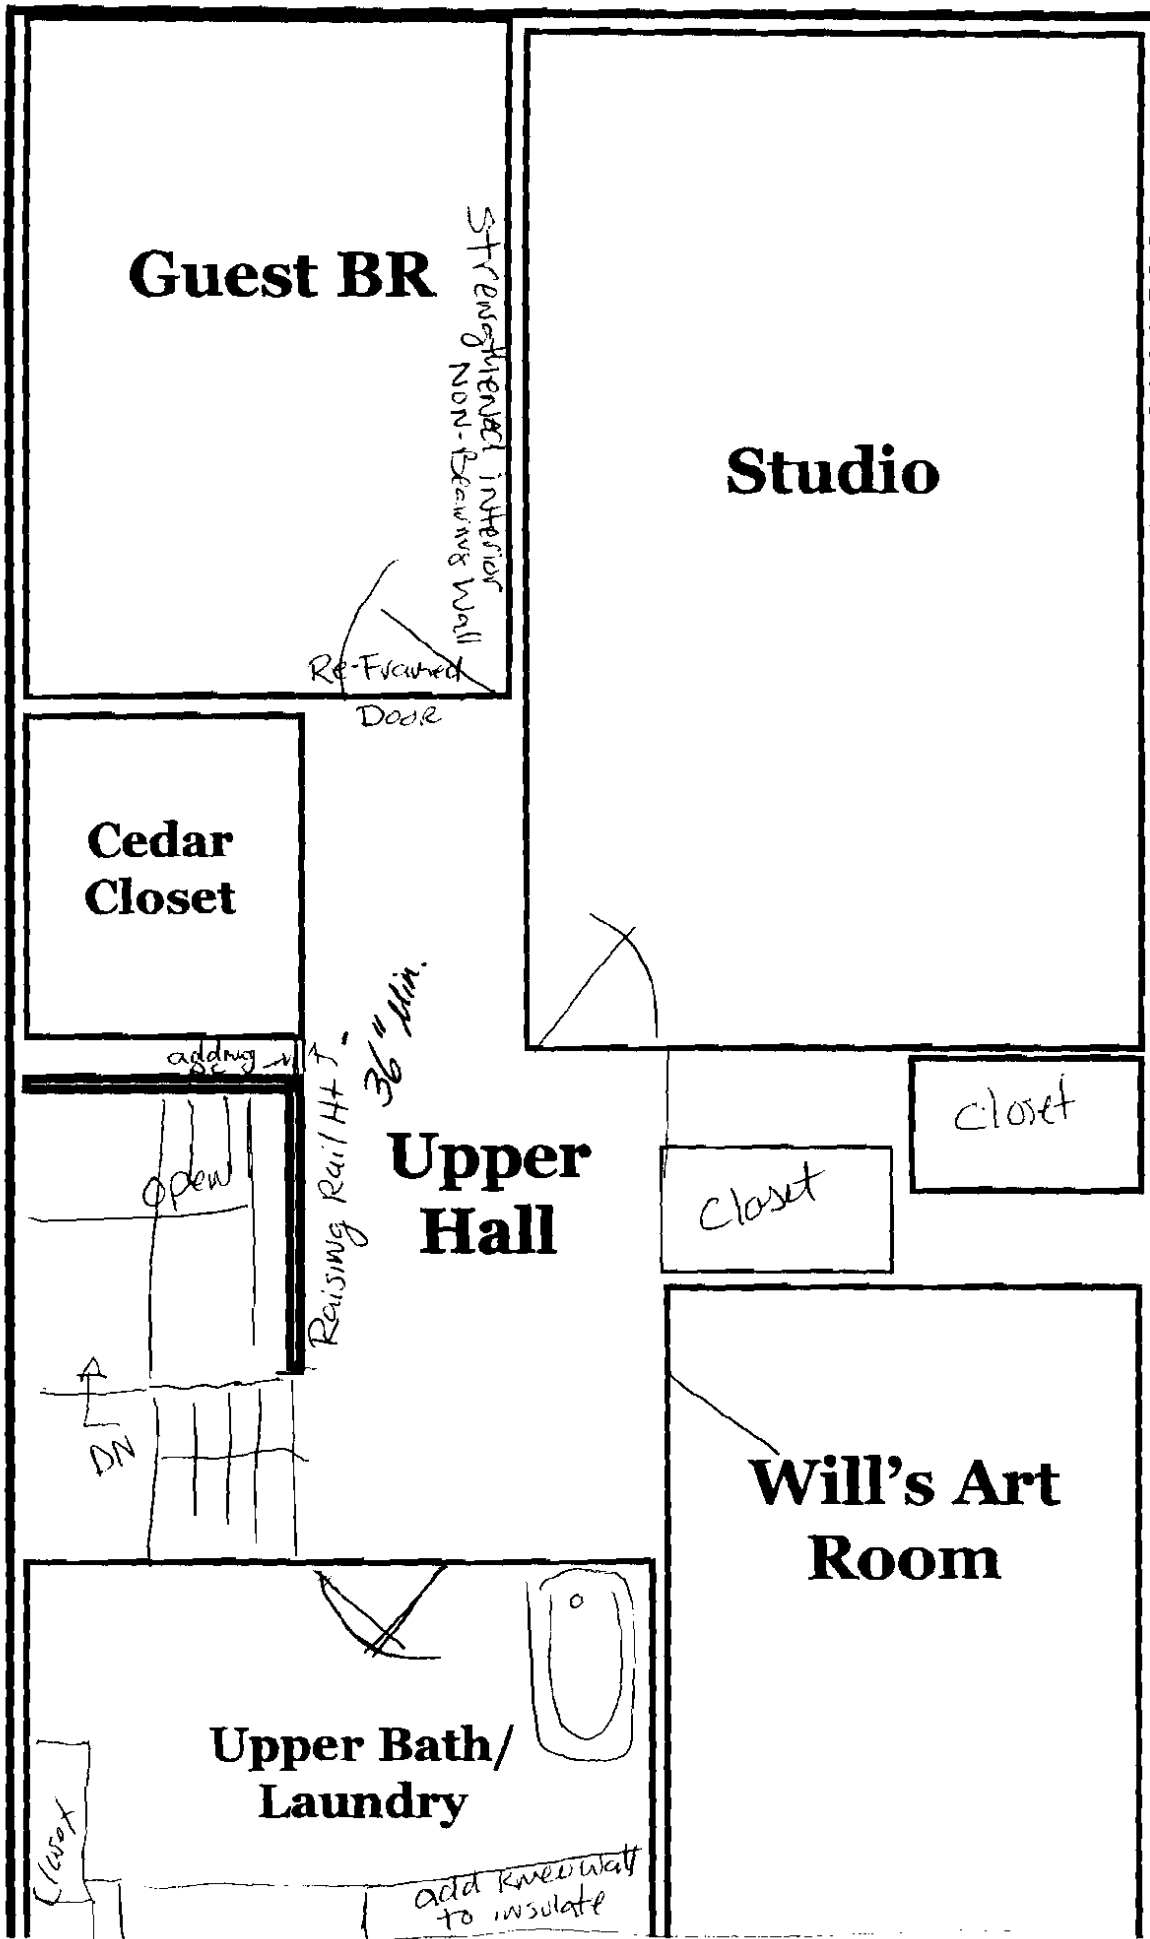 Guest BR
Strengthened interior
Non-Bearing Wall
Studio
Re-Framed
Door
Cedar
Closet
36" Min.
adding
Raising Rail Ht
Closet
Upper
Hall
Closet
open
DN
Will's Art
Room
Upper Bath/
Laundry
Closet
add kneewall
to insulate